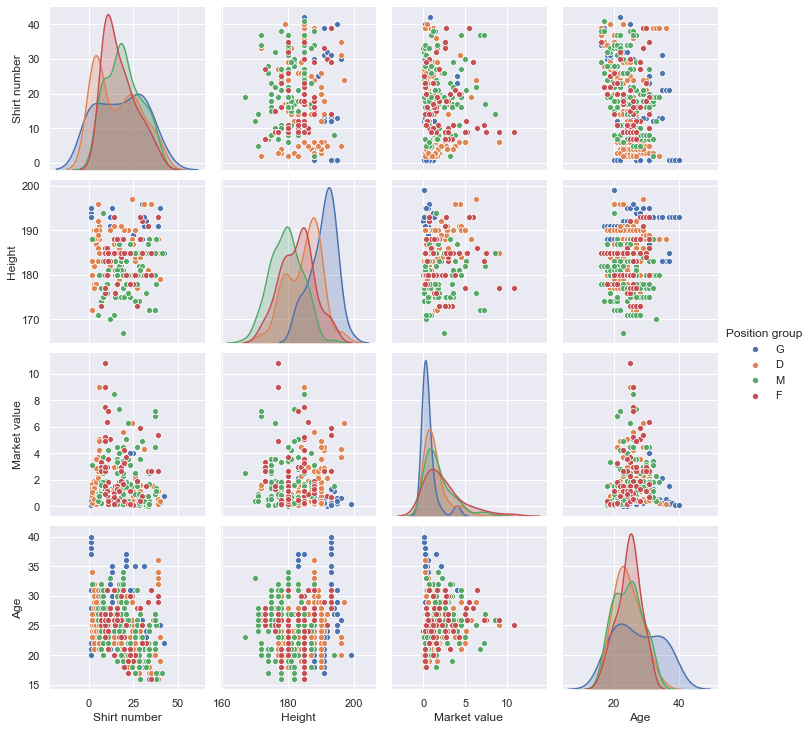 40
30
20
10
0
Shirt number
200
190
180
170
Height
Position group
G
D
M
F
10
8
6
4
2
0
Market value
40
35
30
25
20
15
Age
0 25 50 160 180 200 0 5 10 20 40
Shirt number Height Market value Age